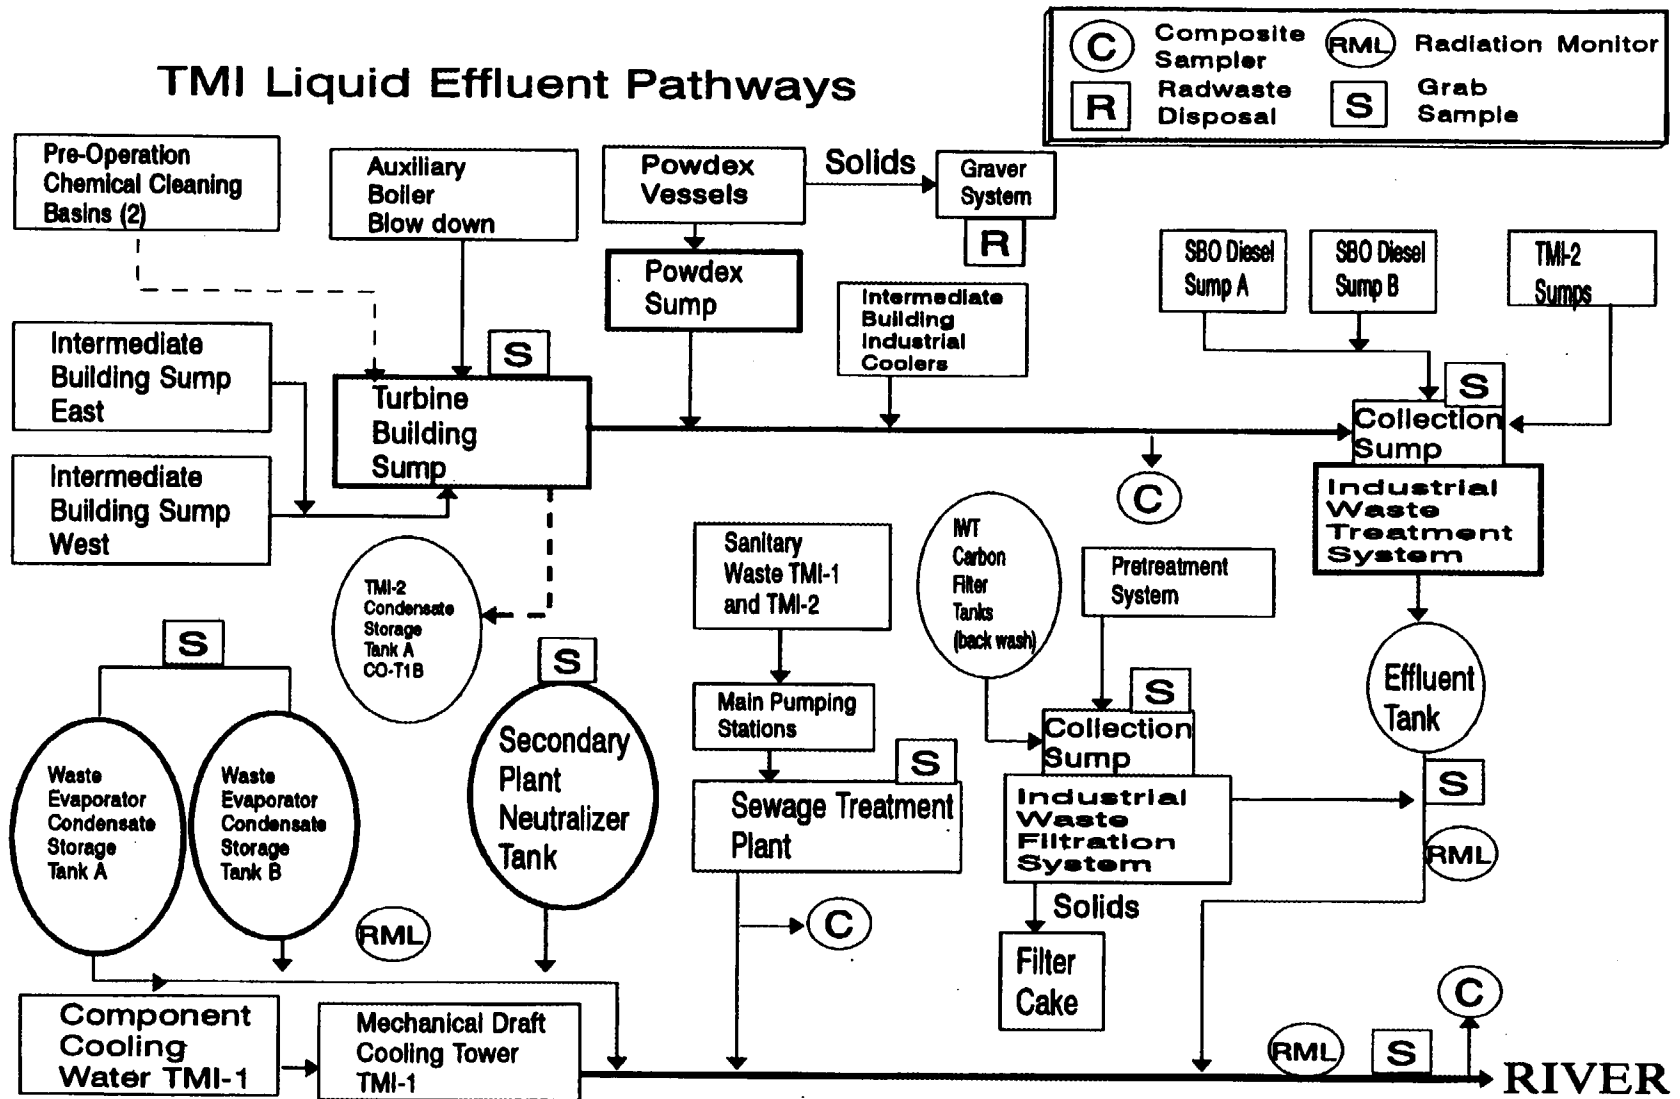 TMI Liquid Effluent Pathways
C
Composite
Sampler
RML
Radiation Monitor
R
Radwaste
Disposal
S
Grab
Sample
Pre-Operation
Chemical Cleaning
Basins (2)
Auxiliary
Boiler
Blow down
Powdex
Vessels
Solids
Graver
System
R
Powdex
Sump
Intermediate
Building
Industrial
Coolers
SBO Diesel
Sump A
SBO Diesel
Sump B
TMI-2
Sumps
Intermediate
Building Sump
East
S
Turbine
Building
Sump
S
Collection
Sump
Intermediate
Building Sump
West
C
Industrial
Waste
Treatment
System
TMI-2
Condensate
Storage
Tank A
CO-T1B
Sanitary
Waste TMI-1
and TMI-2
IWT
Carbon
Filter
Tanks
(back wash)
Pretreatment
System
S
S
Main Pumping
Stations
S
Collection
Sump
Effluent
Tank
Waste
Evaporator
Condensate
Storage
Tank A
Waste
Evaporator
Condensate
Storage
Tank B
Secondary
Plant
Neutralizer
Tank
S
Sewage Treatment
Plant
Industrial
Waste
Filtration
System
S
RML
RML
C
Solids
Filter
Cake
Component
Cooling
Water TMI-1
Mechanical Draft
Cooling Tower
TMI-1
RML
S
C
RIVER